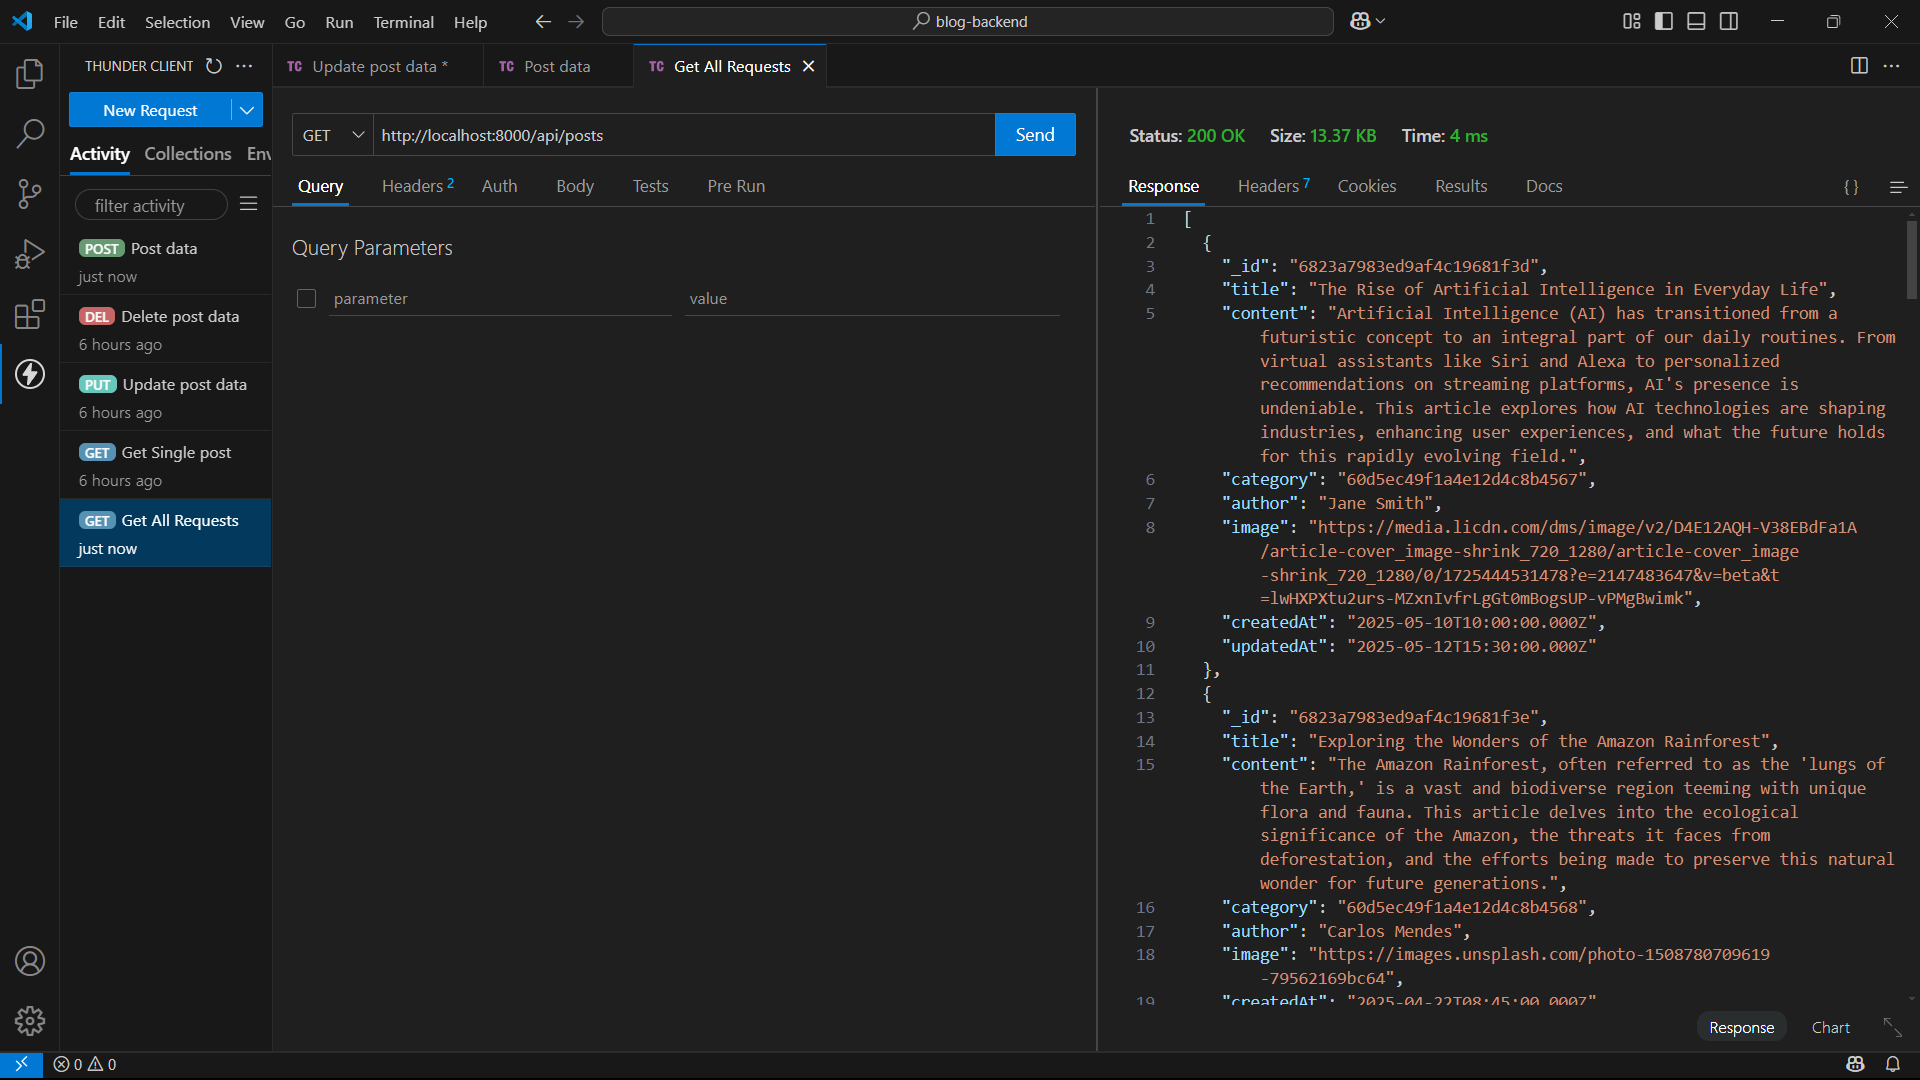 File Edit Selection View Go Run Terminal Help
blog-backend
THUNDER CLIENT
New Request
Activity Collections Env
filter activity
POST Post data
just now
DEL Delete post data
6 hours ago
PUT Update post data
6 hours ago
GET Get Single post
6 hours ago
GET Get All Requests
just now
TC Update post data *
TC Post data
TC Get All Requests
GET http://localhost:8000/api/posts Send
Query Headers 2 Auth Body Tests Pre Run
Query Parameters
parameter value
Status: 200 OK Size: 13.37 KB Time: 4 ms
Response Headers 7 Cookies Results Docs { }
1 [
2 {
3 "_id": "6823a7983ed9af4c19681f3d",
4 "title": "The Rise of Artificial Intelligence in Everyday Life",
5 "content": "Artificial Intelligence (AI) has transitioned from a
futuristic concept to an integral part of our daily routines. From
virtual assistants like Siri and Alexa to personalized
recommendations on streaming platforms, AI's presence is
undeniable. This article explores how AI technologies are shaping
industries, enhancing user experiences, and what the future holds
for this rapidly evolving field.",
6 "category": "60d5ec49f1a4e12d4c8b4567",
7 "author": "Jane Smith",
8 "image": "https://media.licdn.com/dms/image/v2/D4E12AQH-V38EBdFa1A
/article-cover_image-shrink_720_1280/article-cover_image
-shrink_720_1280/0/1725444531478?e=2147483647&v=beta&t
=lwHXPXtu2urs-MZxnIvfrLgGt0mBogsUP-vPMgBwimk",
9 "createdAt": "2025-05-10T10:00:00.000Z",
10 "updatedAt": "2025-05-12T15:30:00.000Z"
11 },
12 {
13 "_id": "6823a7983ed9af4c19681f3e",
14 "title": "Exploring the Wonders of the Amazon Rainforest",
15 "content": "The Amazon Rainforest, often referred to as the 'lungs of
the Earth,' is a vast and biodiverse region teeming with unique
flora and fauna. This article delves into the ecological
significance of the Amazon, the threats it faces from
deforestation, and the efforts being made to preserve this natural
wonder for future generations.",
16 "category": "60d5ec49f1a4e12d4c8b4568",
17 "author": "Carlos Mendes",
18 "image": "https://images.unsplash.com/photo-1508780709619
-79562169bc64",
19 "createdAt": "2025-04-22T08:45:00.000Z"
Response Chart
0 0